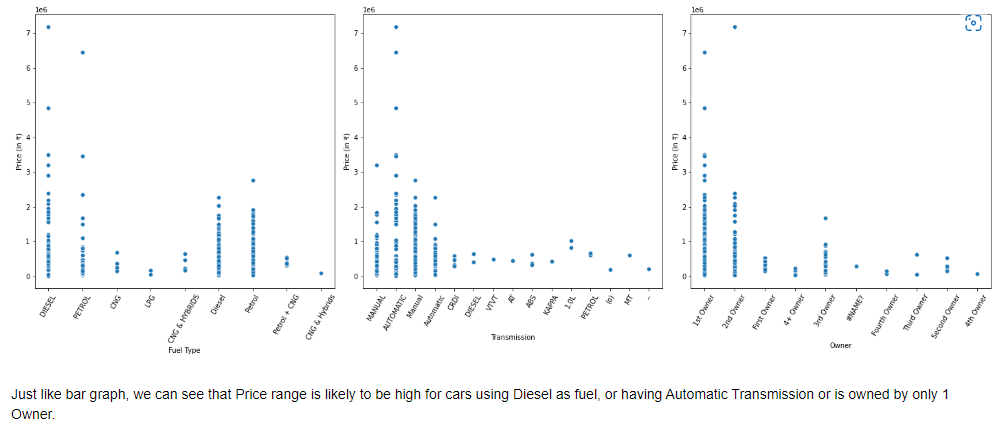 1e6
7
6
5
4
3
2
1
0
Price (in ₹)
DIESEL
PETROL
CNG
LPG
CNG & HYBRIDS
Diesel
Petrol
Petrol + CNG
CNG & Hybrids
Fuel Type
1e6
7
6
5
4
3
2
1
0
Price (in ₹)
MANUAL
AUTOMATIC
Manual
Automatic
CRDI
DIESEL
VTVT
AT
ABS
KAPPA
1.0L
PETROL
(o)
MT
Transmission
1e6
7
6
5
4
3
2
1
0
Price (in ₹)
1st Owner
2nd Owner
First Owner
4+ Owner
3rd Owner
#NAME?
Fourth Owner
Third Owner
Second Owner
4th Owner
Owner
Just like bar graph, we can see that Price range is likely to be high for cars using Diesel as fuel, or having Automatic Transmission or is owned by only 1
Owner.